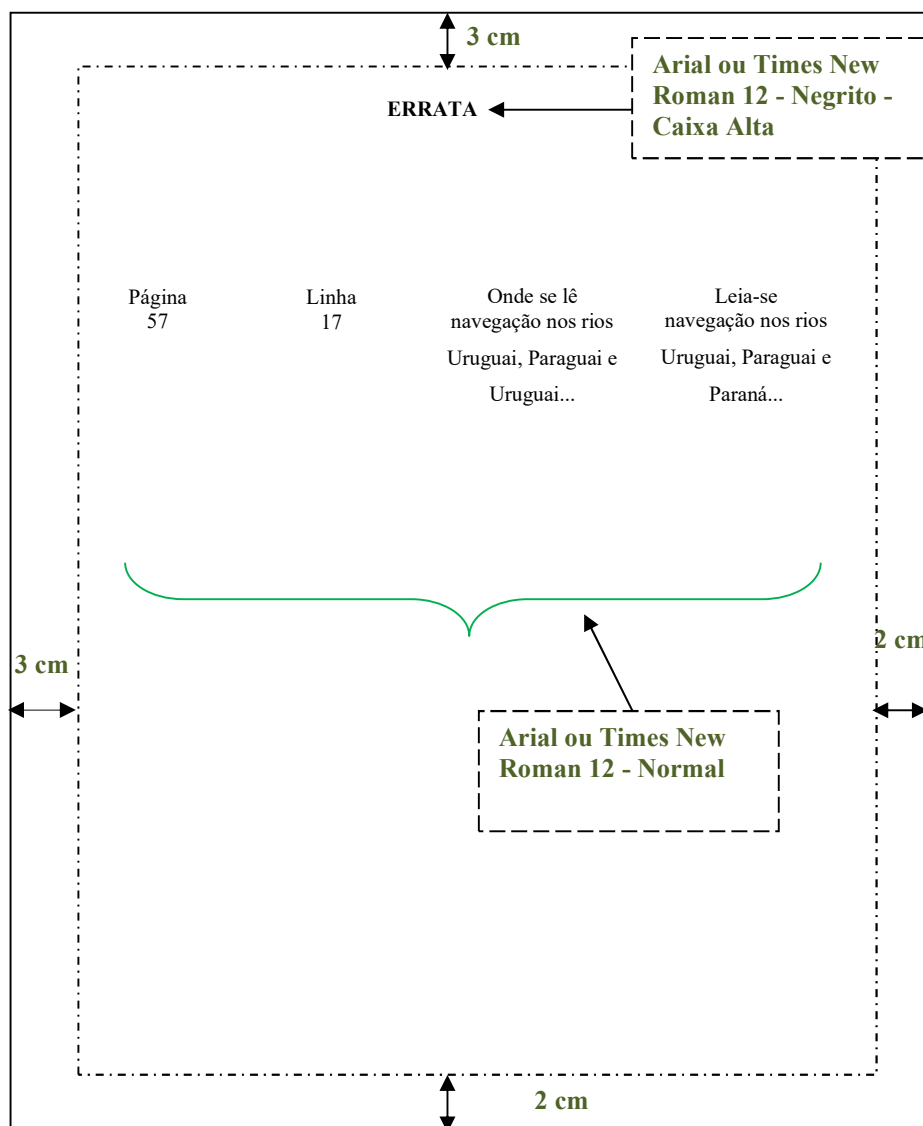 3 cm
Arial ou Times New
Roman 12 - Negrito -
Caixa Alta
ERRATA
Página
57
Linha
17
Onde se lê
navegação nos rios
Uruguai, Paraguai e
Uruguai...
Leia-se
navegação nos rios
Uruguai, Paraguai e
Paraná...
3 cm
2 cm
Arial ou Times New
Roman 12 - Normal
2 cm